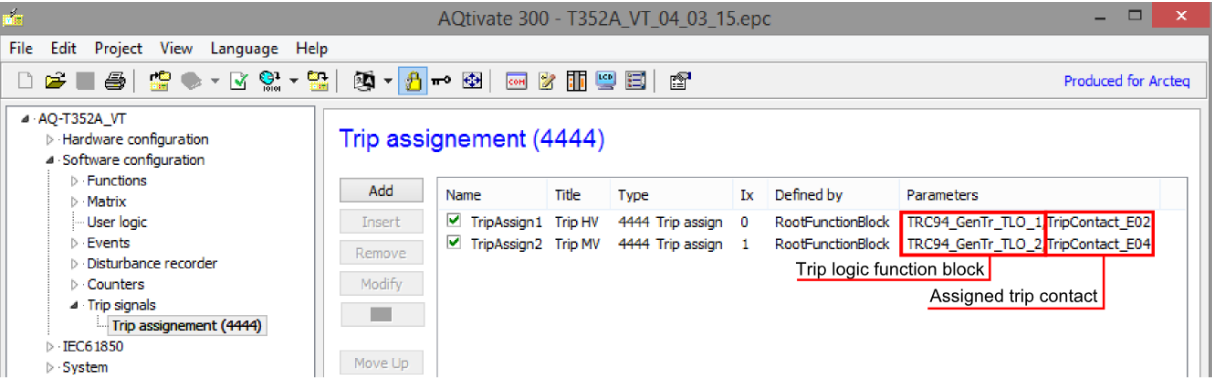 AQtivate 300 - T352A_VT_04_03_15.epc
File Edit Project View Language Help
Produced for Arcteq
AQ-T352A_VT
Hardware configuration
Software configuration
Functions
Matrix
User logic
Events
Disturbance recorder
Counters
Trip signals
Trip assignement (4444)
IEC61850
System
Trip assignement (4444)
Add
Insert
Remove
Modify
Move Up
Name Title Type Ix Defined by Parameters
TripAssign1 Trip HV 4444 Trip assign 0 RootFunctionBlock TRC94_GenTr_TLO_1,TripContact_E02
TripAssign2 Trip MV 4444 Trip assign 1 RootFunctionBlock TRC94_GenTr_TLO_2,TripContact_E04
Trip logic function block
Assigned trip contact